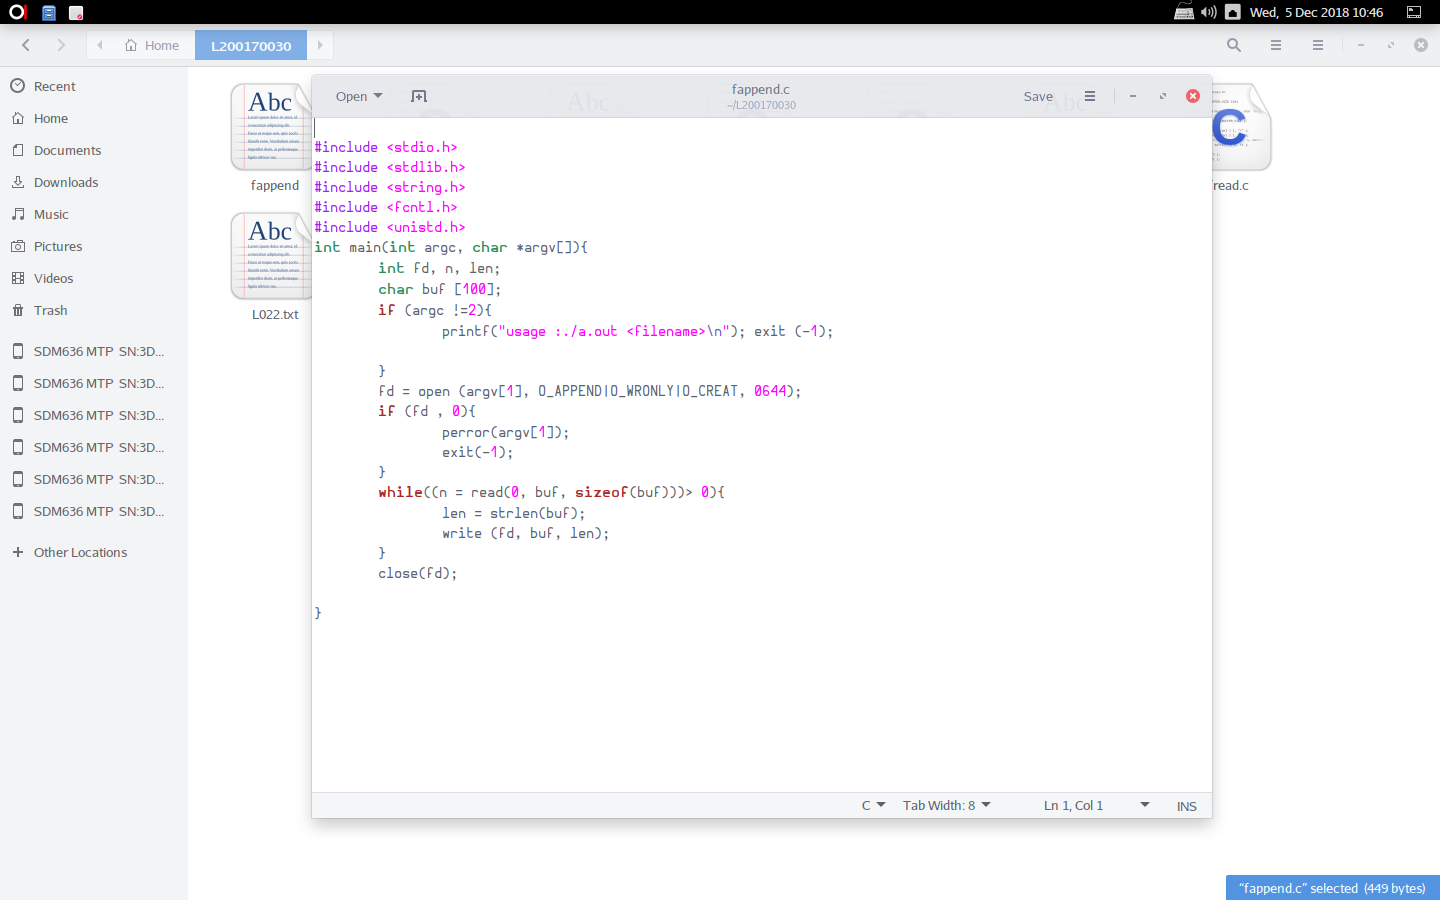 Wed, 5 Dec 2018 10:46
Home
L200170030
Recent
Home
Documents
Downloads
Music
Pictures
Videos
Trash
SDM636 MTP SN:3D...
SDM636 MTP SN:3D...
SDM636 MTP SN:3D...
SDM636 MTP SN:3D...
SDM636 MTP SN:3D...
SDM636 MTP SN:3D...
Other Locations
Abc
fappend
Abc
L022.txt
C
read.c
Open
fappend.c
~/L200170030
Save
#include <stdio.h>
#include <stdlib.h>
#include <string.h>
#include <fcntl.h>
#include <unistd.h>
int main(int argc, char *argv[]){
        int fd, n, len;
        char buf [100];
        if (argc !=2){
                printf("usage :./a.out <filename>\n"); exit (-1);
        }
        fd = open (argv[1], O_APPEND|O_WRONLY|O_CREAT, 0644);
        if (fd , 0){
                perror(argv[1]);
                exit(-1);
        }
        while((n = read(0, buf, sizeof(buf)))> 0){
                len = strlen(buf);
                write (fd, buf, len);
        }
        close(fd);
}
C
Tab Width: 8
Ln 1, Col 1
INS
“fappend.c” selected (449 bytes)